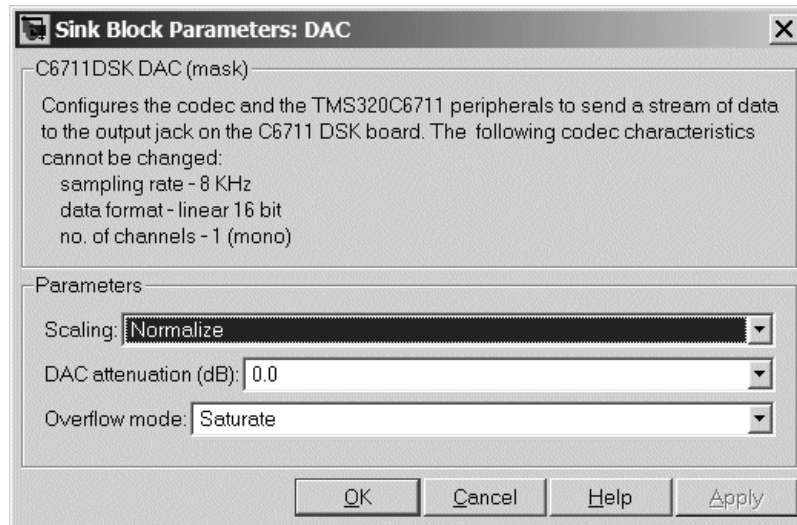 Sink Block Parameters: DAC
C6711DSK DAC (mask)
Configures the codec and the TMS320C6711 peripherals to send a stream of data
to the output jack on the C6711 DSK board. The following codec characteristics
cannot be changed:
sampling rate - 8 KHz
data format - linear 16 bit
no. of channels - 1 (mono)
Parameters
Scaling: Normalize
DAC attenuation (dB): 0.0
Overflow mode: Saturate
OK Cancel Help Apply